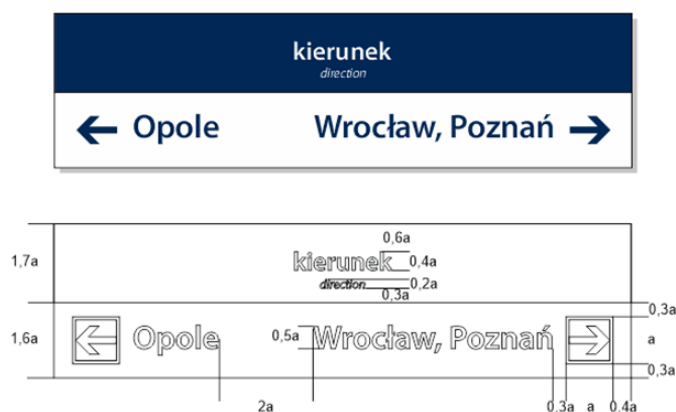 kierunek
direction
Opole Wrocław, Poznań
0,6a
1,7a kierunek 0,4a
direction 0,2a
0,3a
0,3a
1,6a Opole 0,5a Wrocław, Poznań a
0,3a
2a 0,3a a 0,4a